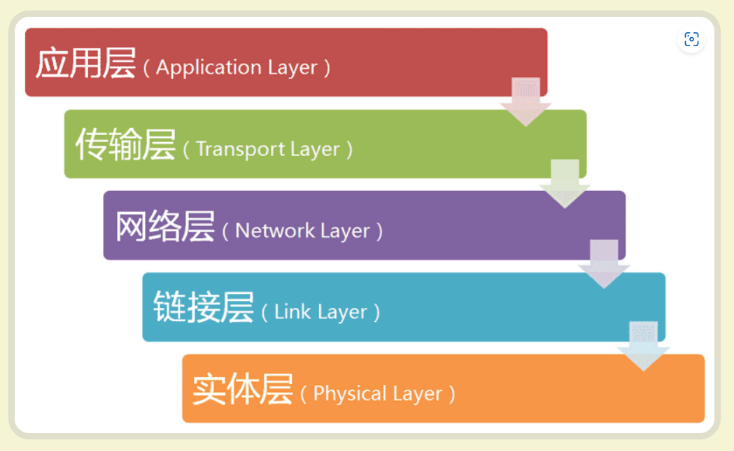 应用层（Application Layer）
传输层（Transport Layer）
网络层（Network Layer）
链接层（Link Layer）
实体层（Physical Layer）